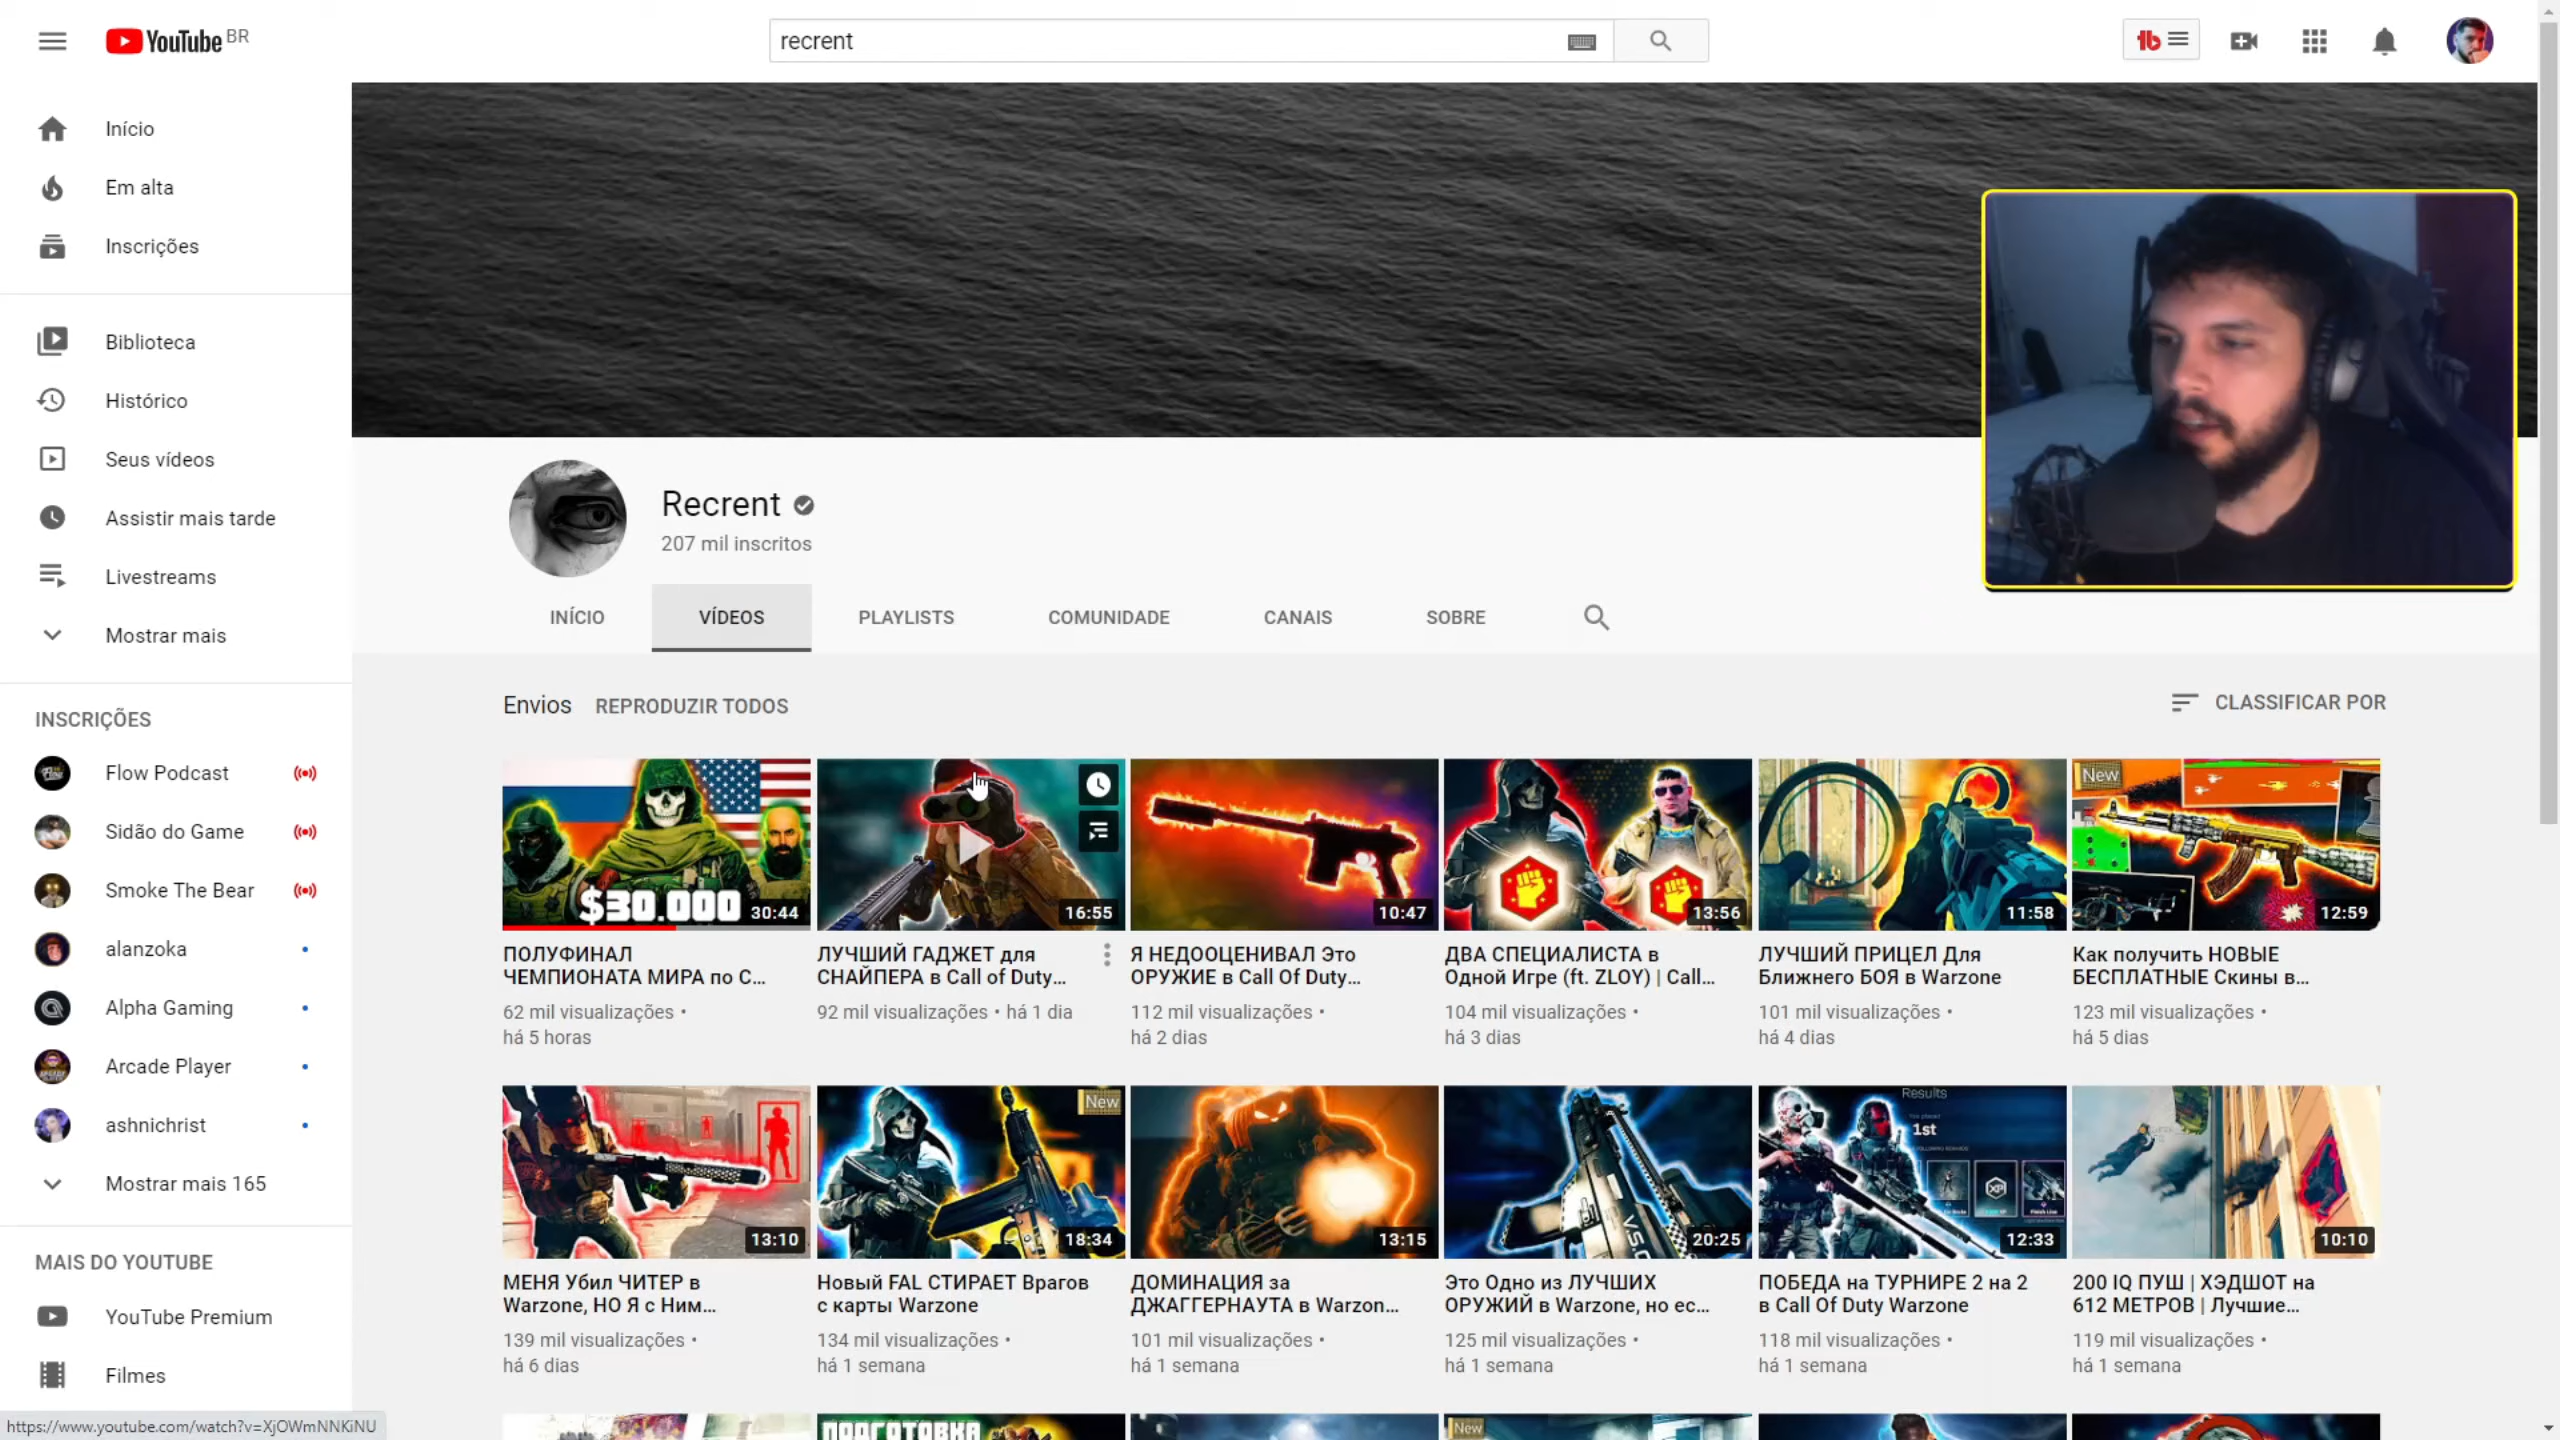 YouTube BR
recrent
Início
Em alta
Inscrições
Biblioteca
Histórico
Seus vídeos
Assistir mais tarde
Livestreams
Mostrar mais
INSCRIÇÕES
Flow Podcast
Sidão do Game
Smoke The Bear
alanzoka
Alpha Gaming
Arcade Player
ashnichrist
Mostrar mais 165
MAIS DO YOUTUBE
YouTube Premium
Filmes
https://www.youtube.com/watch?v=XjOWmNNKiNU
Recrent
207 mil inscritos
INÍCIO
VÍDEOS
PLAYLISTS
COMUNIDADE
CANAIS
SOBRE
Envios
REPRODUZIR TODOS
CLASSIFICAR POR
$30.000
30:44
ПОЛУФИНАЛ
ЧЕМПИОНАТА МИРА по С...
62 mil visualizações •
há 5 horas
16:55
ЛУЧШИЙ ГАДЖЕТ для
СНАЙПЕРА в Call of Duty...
92 mil visualizações • há 1 dia
10:47
Я НЕДООЦЕНИВАЛ Это
ОРУЖИЕ в Call Of Duty...
112 mil visualizações •
há 2 dias
13:56
ДВА СПЕЦИАЛИСТА в
Одной Игре (ft. ZLOY) | Call...
104 mil visualizações •
há 3 dias
11:58
ЛУЧШИЙ ПРИЦЕЛ Для
Ближнего БОЯ в Warzone
101 mil visualizações •
há 4 dias
New
12:59
Как получить НОВЫЕ
БЕСПЛАТНЫЕ Скины в...
123 mil visualizações •
há 5 dias
13:10
МЕНЯ Убил ЧИТЕР в
Warzone, НО Я с Ним...
139 mil visualizações •
há 6 dias
New
18:34
Новый FAL СТИРАЕТ Врагов
с карты Warzone
134 mil visualizações •
há 1 semana
13:15
ДОМИНАЦИЯ за
ДЖАГГЕРНАУТА в Warzon...
101 mil visualizações •
há 1 semana
20:25
Это Одно из ЛУЧШИХ
ОРУЖИЙ в Warzone, но ес...
125 mil visualizações •
há 1 semana
Results
1st
XP
12:33
ПОБЕДА на ТУРНИРЕ 2 на 2
в Call Of Duty Warzone
118 mil visualizações •
há 1 semana
10:10
200 IQ ПУШ | ХЭДШОТ на
612 МЕТРОВ | Лучшие...
119 mil visualizações •
há 1 semana
ПОДГОТОВКА
New